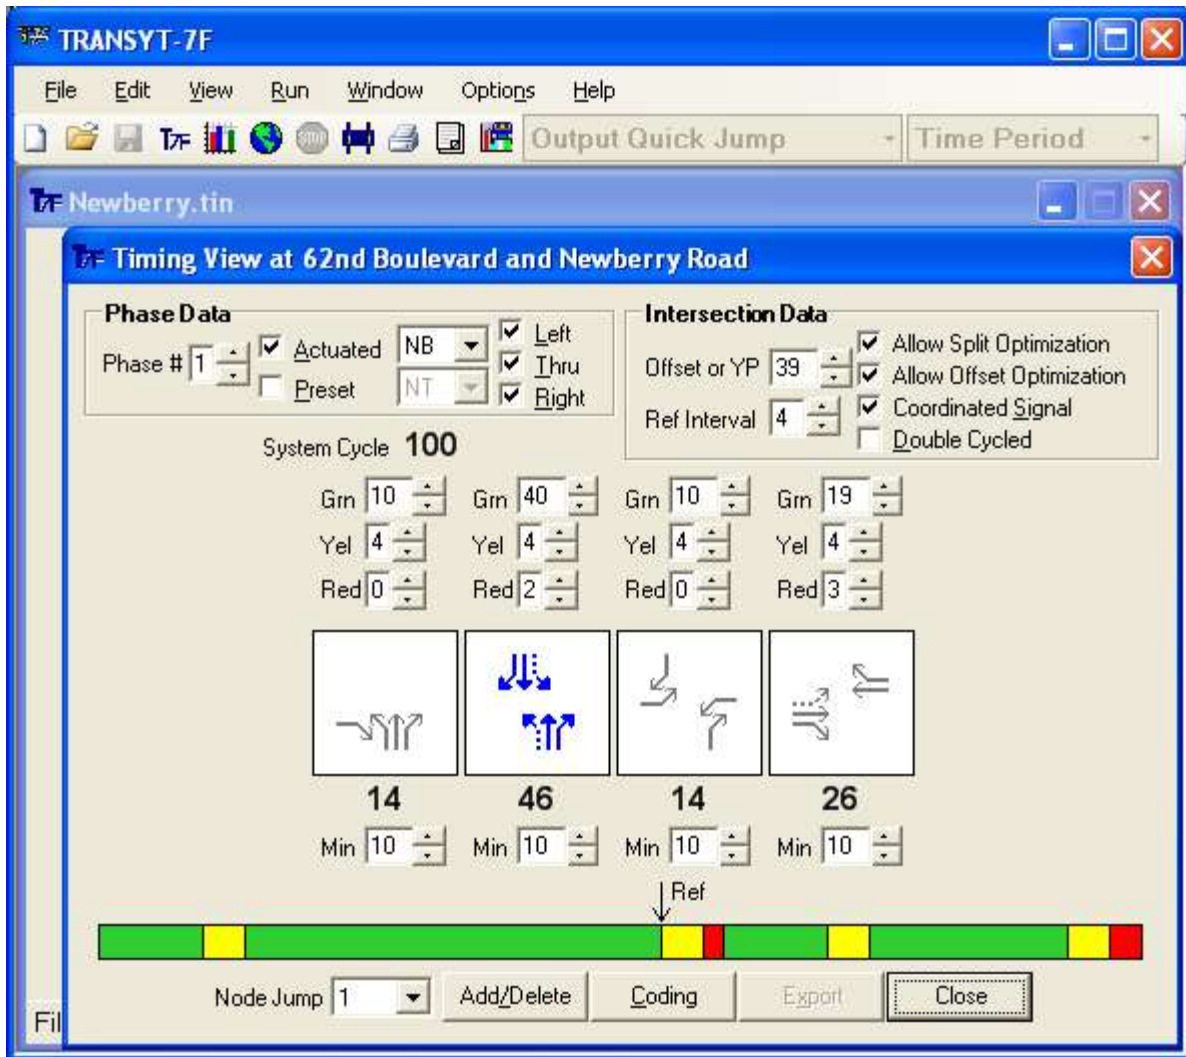 TRANSYT-7F
File Edit View Run Window Options Help
T7F Output Quick Jump Time Period
T7F Newberry.tin
T7F Timing View at 62nd Boulevard and Newberry Road
Phase Data
Phase # 1 Actuated NB Left
Thru
Preset NT Right
Intersection Data
Offset or YP 39 Allow Split Optimization
Allow Offset Optimization
Ref Interval 4 Coordinated Signal
Double Cycled
System Cycle 100
Grn 10 Grn 40 Grn 10 Grn 19
Yel 4 Yel 4 Yel 4 Yel 4
Red 0 Red 2 Red 0 Red 3
14 46 14 26
Min 10 Min 10 Min 10 Min 10
Ref
Node Jump 1 Add/Delete Coding Export Close
Fil